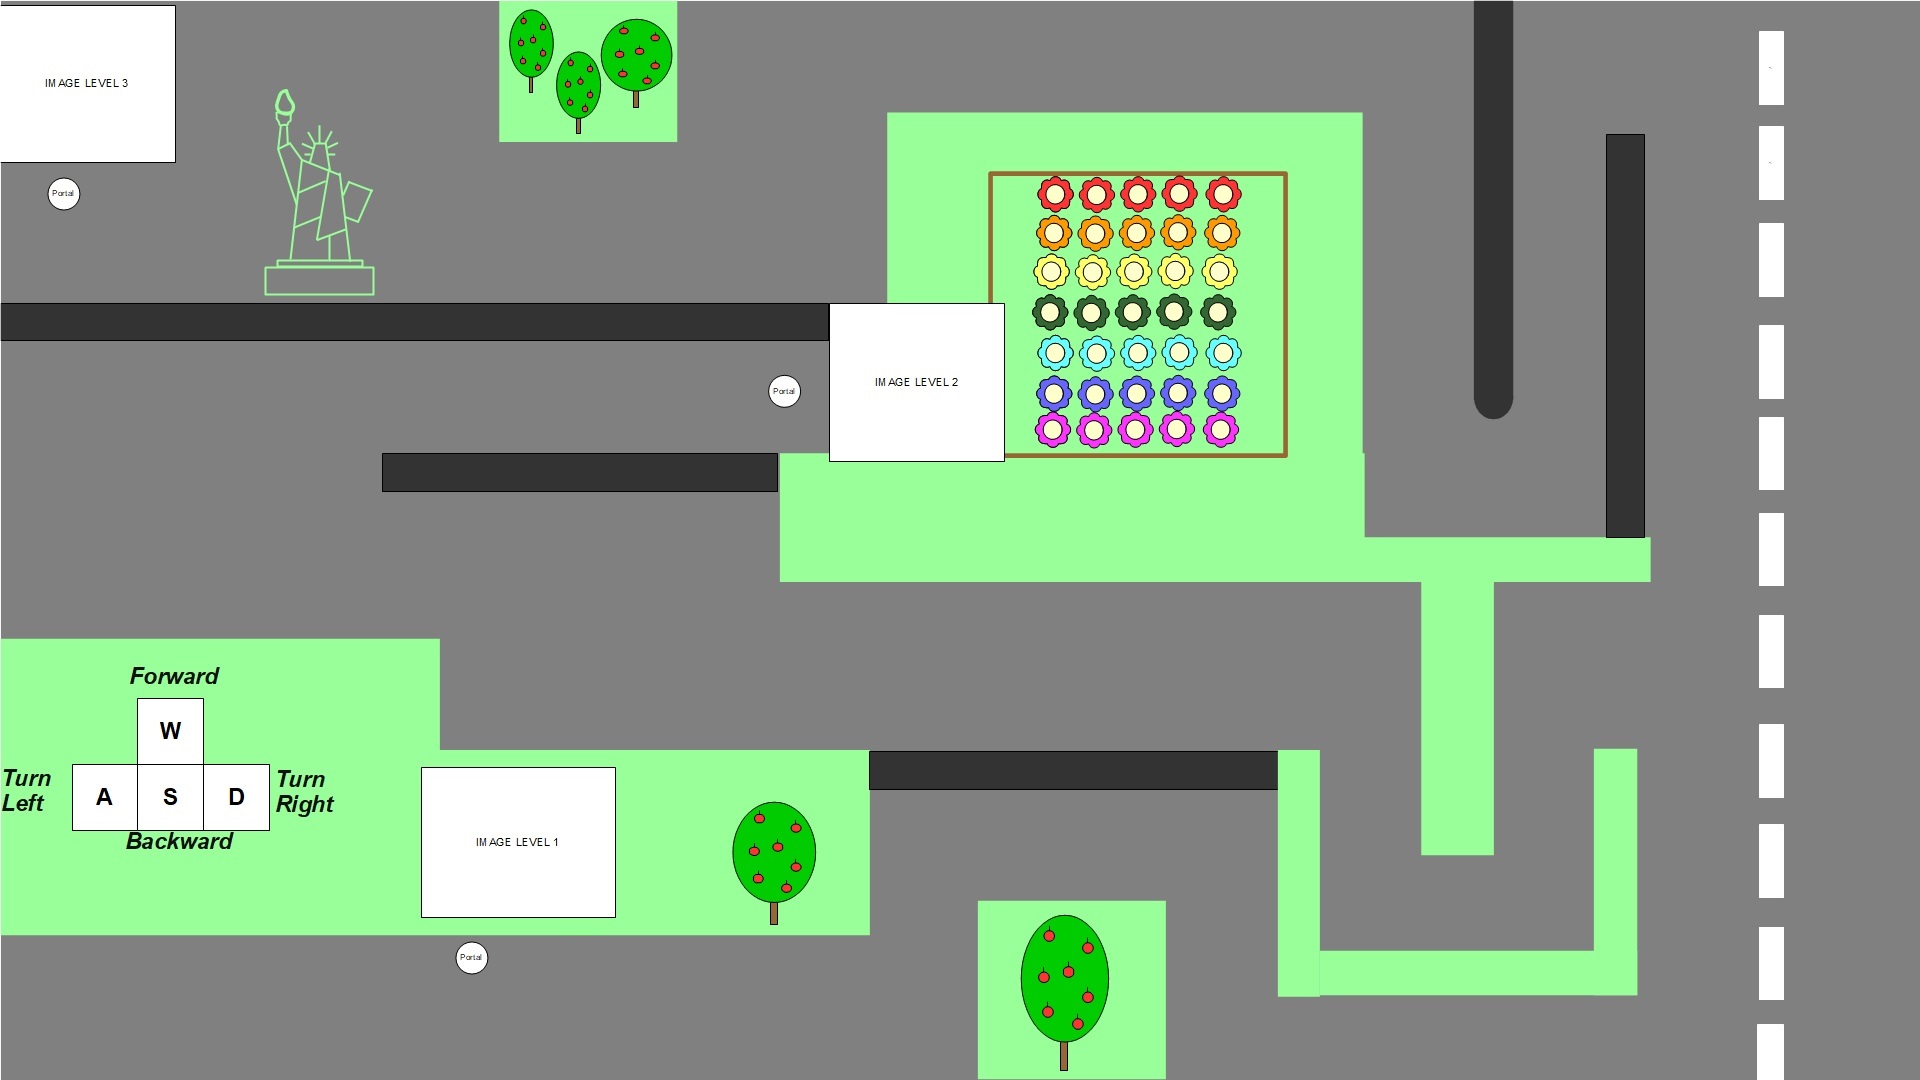 IMAGE LEVEL 3
Portal
IMAGE LEVEL 2
Portal
Forward
W
Turn
Left
A
S
D
Turn
Right
Backward
IMAGE LEVEL 1
Portal